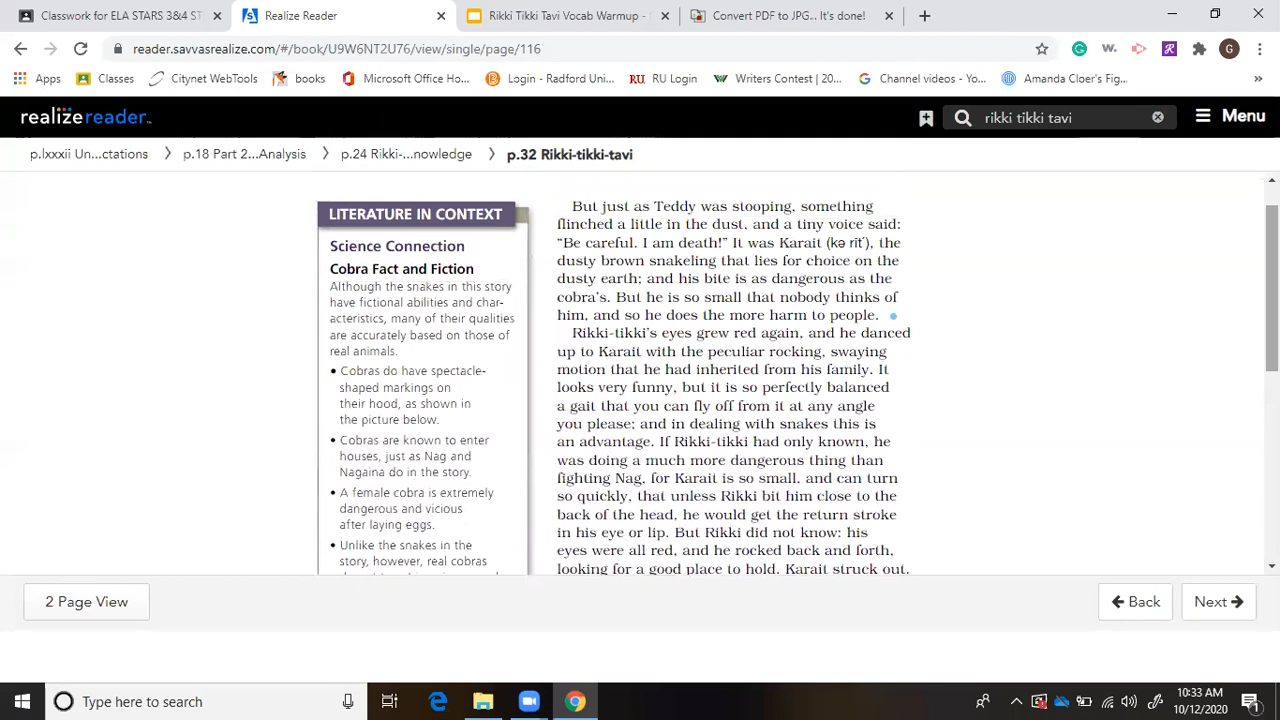 Classwork for ELA STARS 3&4 ST
Realize Reader
Rikki Tikki Tavi Vocab Warmup -
Convert PDF to JPG... It's done!
reader.savvasrealize.com/#/book/U9W6NT2U76/view/single/page/116
Apps
Classes
Citynet WebTools
books
Microsoft Office Ho...
Login - Radford Uni...
RU Login
Writers Contest | 20...
Channel videos - Yo...
Amanda Cloer's Fig...
realizereader
rikki tikki tavi
Menu
p.lxxxii Un...ctations
p.18 Part 2...Analysis
p.24 Rikki-...nowledge
p.32 Rikki-tikki-tavi
LITERATURE IN CONTEXT
Science Connection
Cobra Fact and Fiction
Although the snakes in this story
have fictional abilities and char-
acteristics, many of their qualities
are accurately based on those of
real animals.
• Cobras do have spectacle-
shaped markings on
their hood, as shown in
the picture below.
• Cobras are known to enter
houses, just as Nag and
Nagaina do in the story.
• A female cobra is extremely
dangerous and vicious
after laying eggs.
• Unlike the snakes in the
story, however, real cobras
But just as Teddy was stooping, something
flinched a little in the dust, and a tiny voice said:
“Be careful. I am death!” It was Karait (kə rīt′), the
dusty brown snakeling that lies for choice on the
dusty earth; and his bite is as dangerous as the
cobra's. But he is so small that nobody thinks of
him, and so he does the more harm to people.
Rikki-tikki's eyes grew red again, and he danced
up to Karait with the peculiar rocking, swaying
motion that he had inherited from his family. It
looks very funny, but it is so perfectly balanced
a gait that you can fly off from it at any angle
you please; and in dealing with snakes this is
an advantage. If Rikki-tikki had only known, he
was doing a much more dangerous thing than
fighting Nag, for Karait is so small, and can turn
so quickly, that unless Rikki bit him close to the
back of the head, he would get the return stroke
in his eye or lip. But Rikki did not know: his
eyes were all red, and he rocked back and forth,
looking for a good place to hold. Karait struck out.
2 Page View
Back
Next
Type here to search
10:33 AM
10/12/2020